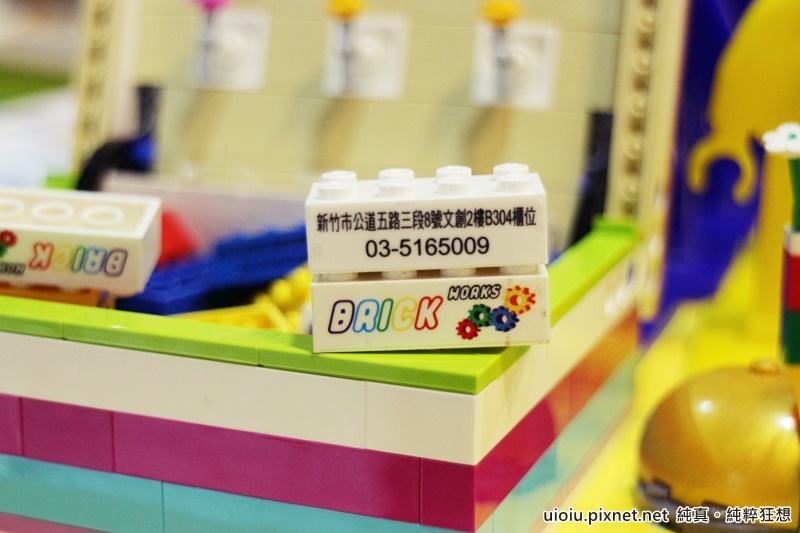 新竹市公道五路三段8號文創2樓B304櫃位
03-5165009
BRICK WORKS
BRICK
uioiu.pixnet.net 純真・純粹狂想